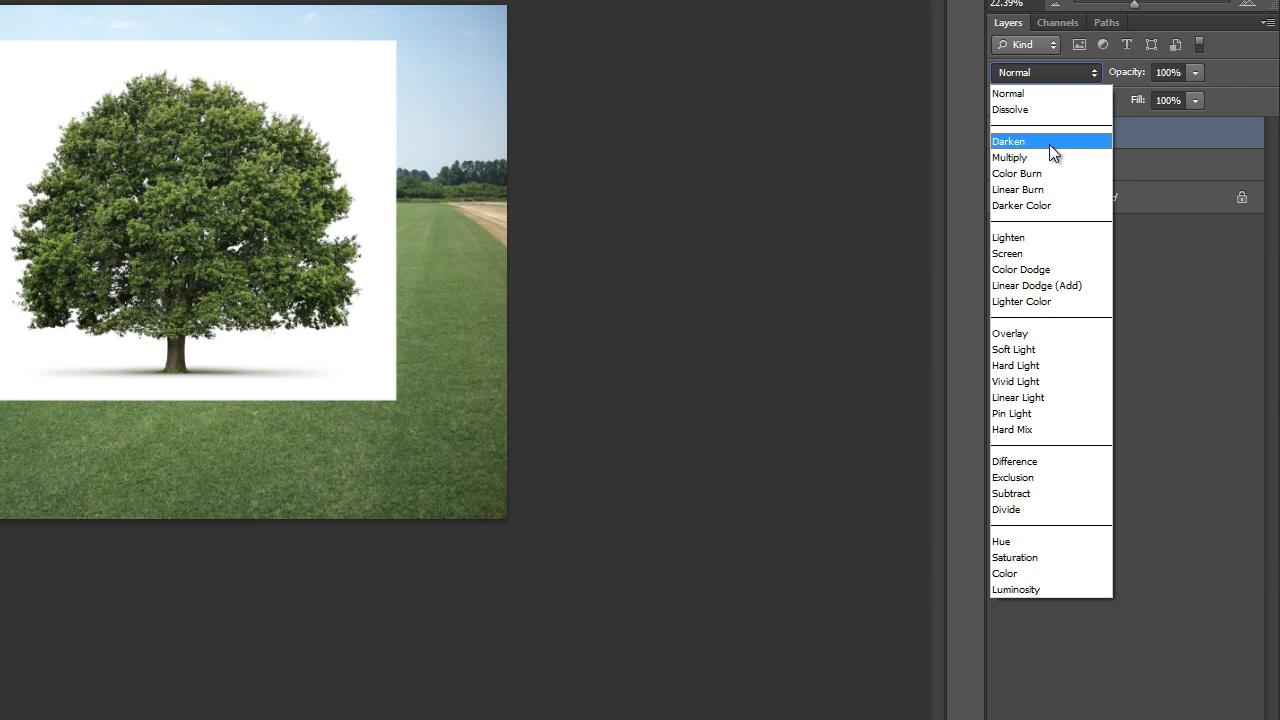 22.39%
Layers Channels Paths
Kind
Normal Opacity: 100%
Fill: 100%
Normal
Dissolve
Darken
Multiply
Color Burn
Linear Burn
Darker Color
Lighten
Screen
Color Dodge
Linear Dodge (Add)
Lighter Color
Overlay
Soft Light
Hard Light
Vivid Light
Linear Light
Pin Light
Hard Mix
Difference
Exclusion
Subtract
Divide
Hue
Saturation
Color
Luminosity